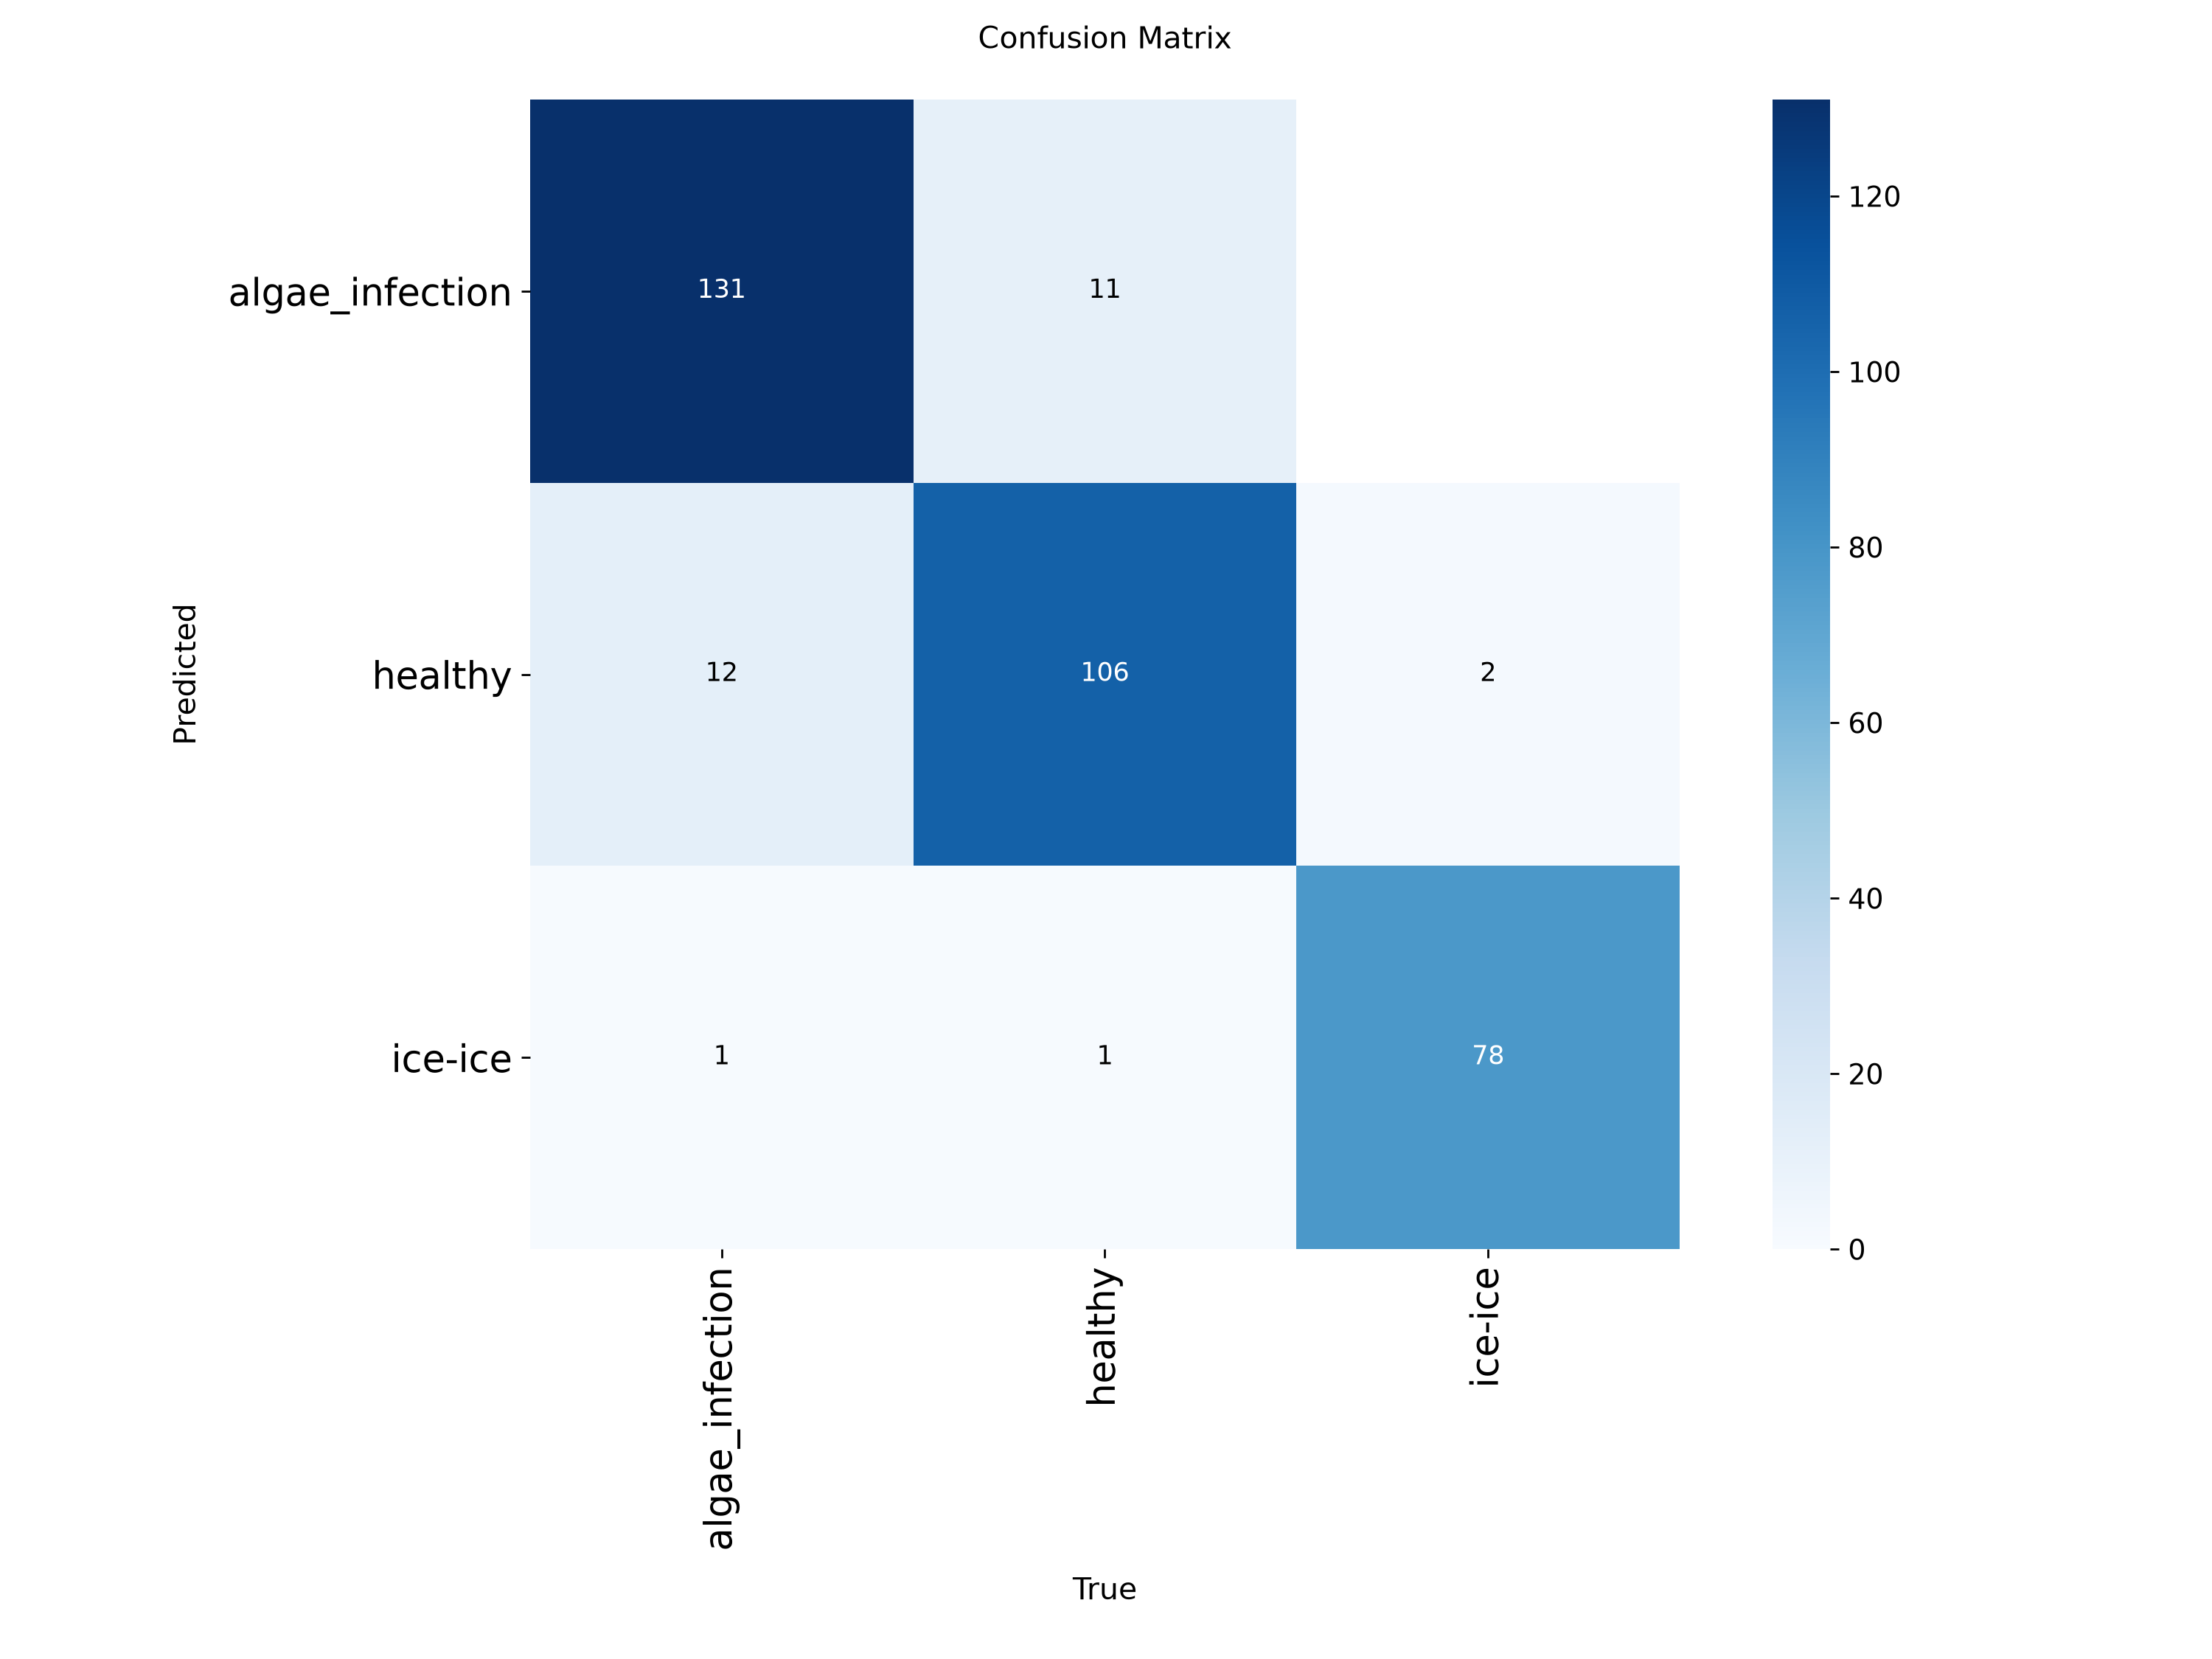 Confusion Matrix
algae_infection
131
11
healthy
12
106
2
ice-ice
1
1
78
Predicted
algae_infection
healthy
ice-ice
True
120
100
80
60
40
20
0